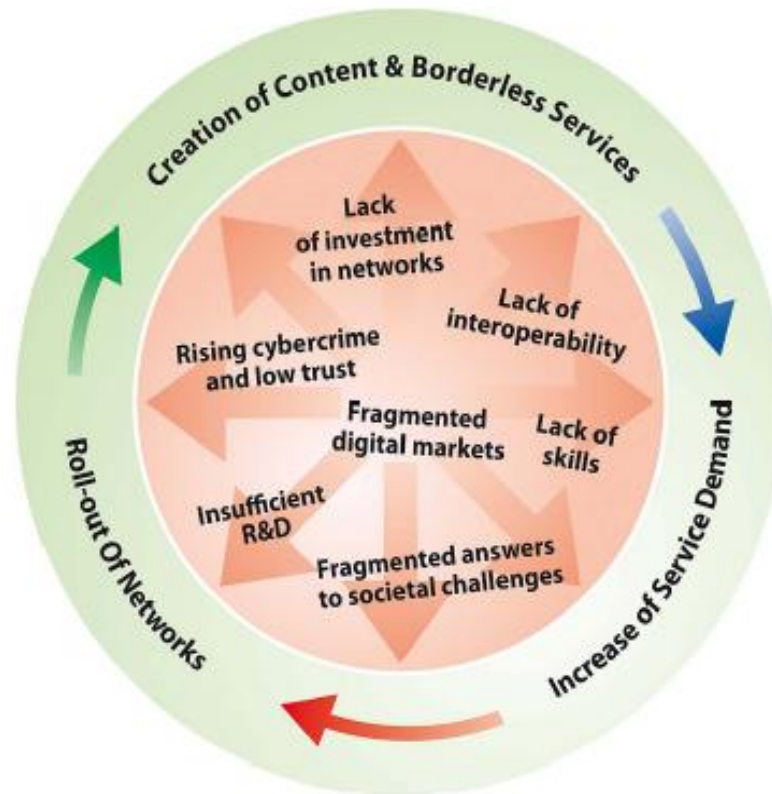 Creation of Content & Borderless Services
Lack
of investment
in networks
Lack of
interoperability
Rising cybercrime
and low trust
Fragmented
digital markets
Lack of
skills
Insufficient
R&D
Fragmented answers
to societal challenges
Increase of Service Demand
Roll-out Of Networks